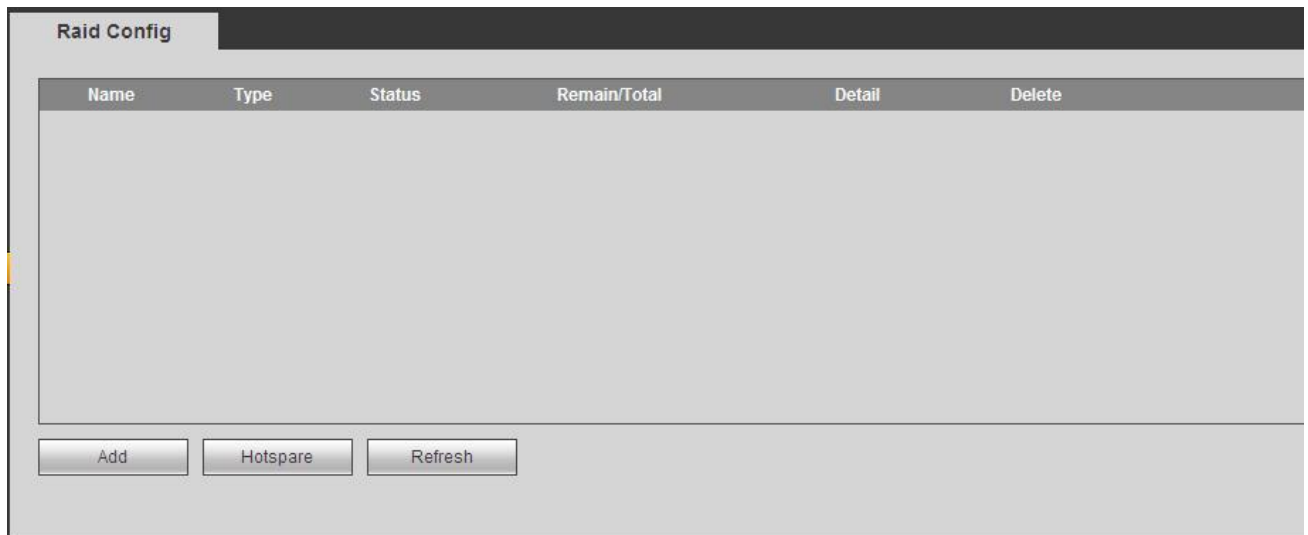 Raid Config
Name Type Status Remain/Total Detail Delete
Add Hotspare Refresh